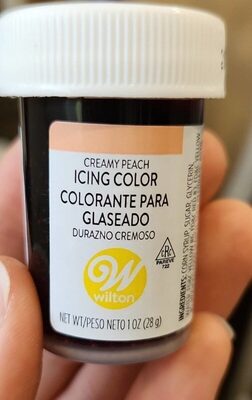 CREAMY PEACH
ICING COLOR
COLORANTE PARA
GLASEADO
DURAZNO CREMOSO
W
wilton
PAREVE
NET WT/PESO NETO 1 OZ (28 g)
INGREDIENTS: CORN SYRUP, SUGAR, GLYCERIN,